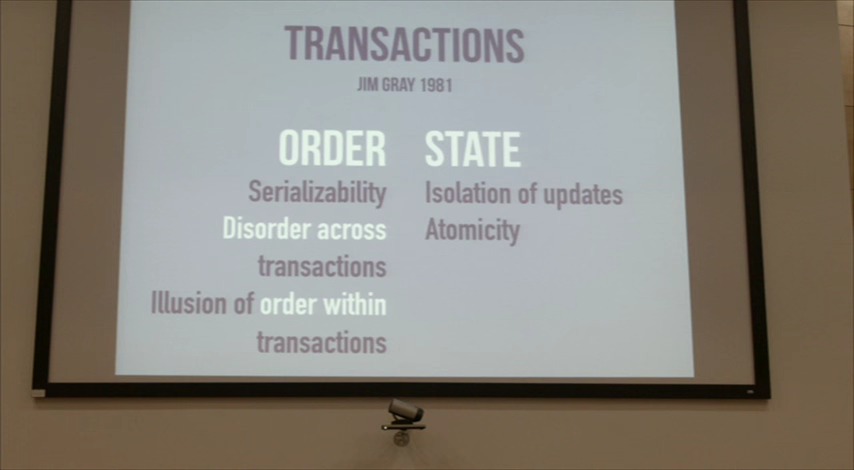 TRANSACTIONS
JIM GRAY 1981
ORDER
Serializability
Disorder across
transactions
Illusion of order within
transactions
STATE
Isolation of updates
Atomicity